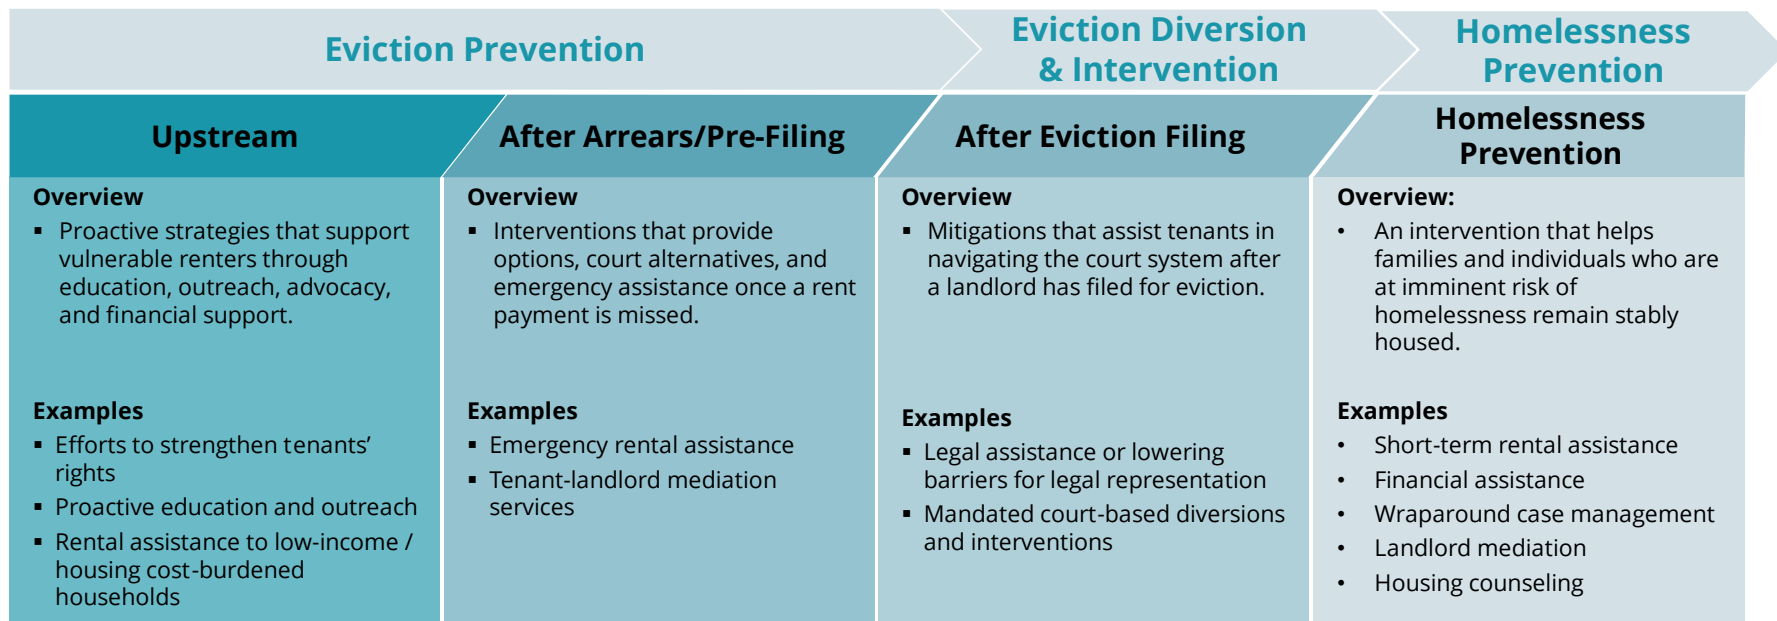 Eviction Prevention
Eviction Diversion
& Intervention
Homelessness
Prevention
Upstream
After Arrears/Pre-Filing
After Eviction Filing
Homelessness
Prevention
Overview
▪ Proactive strategies that support
vulnerable renters through
education, outreach, advocacy,
and financial support.
Examples
▪ Efforts to strengthen tenants’
rights
▪ Proactive education and outreach
▪ Rental assistance to low-income /
housing cost-burdened
households
Overview
▪ Interventions that provide
options, court alternatives, and
emergency assistance once a rent
payment is missed.
Examples
▪ Emergency rental assistance
▪ Tenant-landlord mediation
services
Overview
▪ Mitigations that assist tenants in
navigating the court system after
a landlord has filed for eviction.
Examples
▪ Legal assistance or lowering
barriers for legal representation
▪ Mandated court-based diversions
and interventions
Overview:
• An intervention that helps
families and individuals who are
at imminent risk of
homelessness remain stably
housed.
Examples
• Short-term rental assistance
• Financial assistance
• Wraparound case management
• Landlord mediation
• Housing counseling